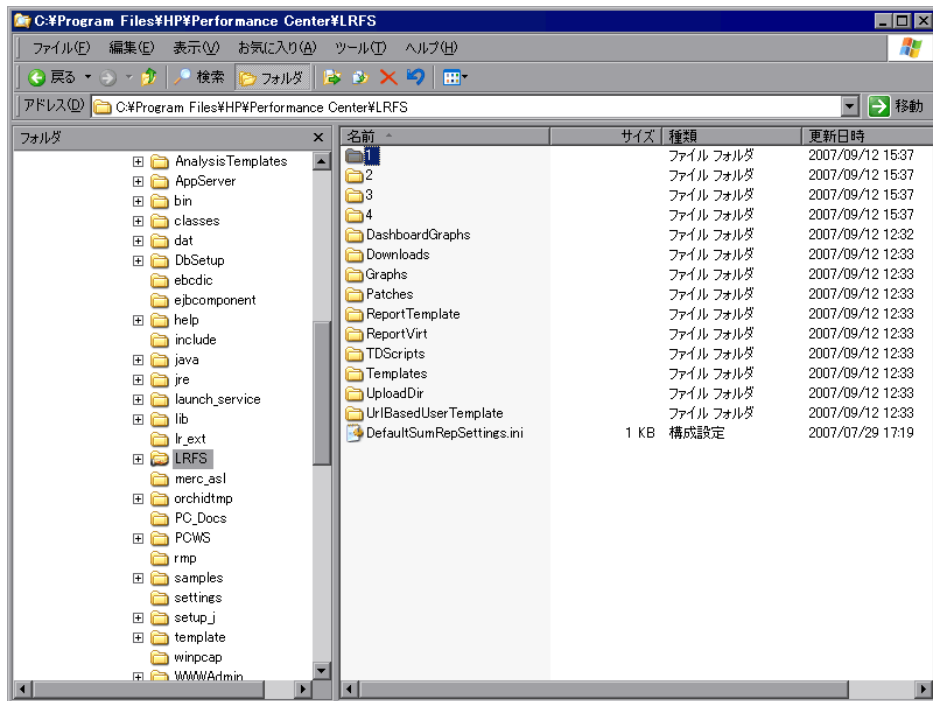 C:¥Program Files¥HP¥Performance Center¥LRFS
ファイル(F) 編集(E) 表示(V) お気に入り(A) ツール(T) ヘルプ(H)
戻る 検索 フォルダ
アドレス(D) C:¥Program Files¥HP¥Performance Center¥LRFS 移動
フォルダ × 名前 サイズ 種類 更新日時
AnalysisTemplates
AppServer
bin
classes
dat
DbSetup
ebcdic
ejbcomponent
help
include
java
jre
launch_service
lib
lr_ext
LRFS
merc_asl
orchidtmp
PC_Docs
PCWS
rmp
samples
settings
setup_j
template
winpcap
WWWAdmin
1 ファイル フォルダ 2007/09/12 15:37
2 ファイル フォルダ 2007/09/12 15:37
3 ファイル フォルダ 2007/09/12 15:37
4 ファイル フォルダ 2007/09/12 15:37
DashboardGraphs ファイル フォルダ 2007/09/12 12:32
Downloads ファイル フォルダ 2007/09/12 12:33
Graphs ファイル フォルダ 2007/09/12 12:33
Patches ファイル フォルダ 2007/09/12 12:33
ReportTemplate ファイル フォルダ 2007/09/12 12:33
ReportVirt ファイル フォルダ 2007/09/12 12:33
TDScripts ファイル フォルダ 2007/09/12 12:33
Templates ファイル フォルダ 2007/09/12 12:33
UploadDir ファイル フォルダ 2007/09/12 12:33
UrlBasedUserTemplate ファイル フォルダ 2007/09/12 12:33
DefaultSumRepSettings.ini 1 KB 構成設定 2007/07/29 17:19